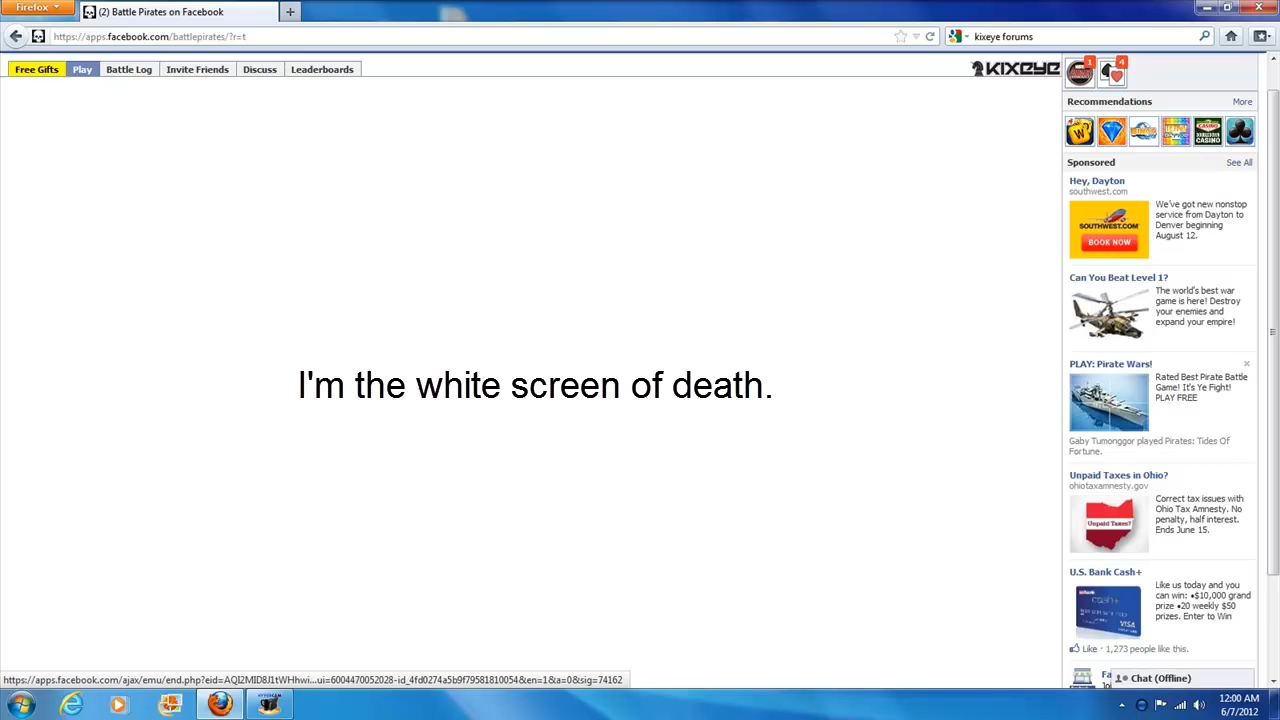 Firefox
(2) Battle Pirates on Facebook
https://apps.facebook.com/battlepirates/?r=t
kixeye forums
Free Gifts Play Battle Log Invite Friends Discuss Leaderboards
KIXEYE
1 4
Recommendations More
Sponsored See All
Hey, Dayton
southwest.com
SOUTHWEST.COM
BOOK NOW
We've got new nonstop
service from Dayton to
Denver beginning
August 12.
Can You Beat Level 1?
The world's best war
game is here! Destroy
your enemies and
expand your empire!
PLAY: Pirate Wars!
Rated Best Pirate Battle
Game! It's Ye Fight!
PLAY FREE
Gaby Tumonggor played Pirates: Tides Of
Fortune.
I'm the white screen of death.
Unpaid Taxes in Ohio?
ohiotaxamnesty.gov
Unpaid Taxes?
Correct tax issues with
Ohio Tax Amnesty. No
penalty, half interest.
Ends June 15.
U.S. Bank Cash+
cash+
VISA
Like us today and you
can win: •$10,000 grand
prize •20 weekly $50
prizes. Enter to Win
Like · 1,273 people like this.
Chat (Offline)
12:00 AM
6/7/2012